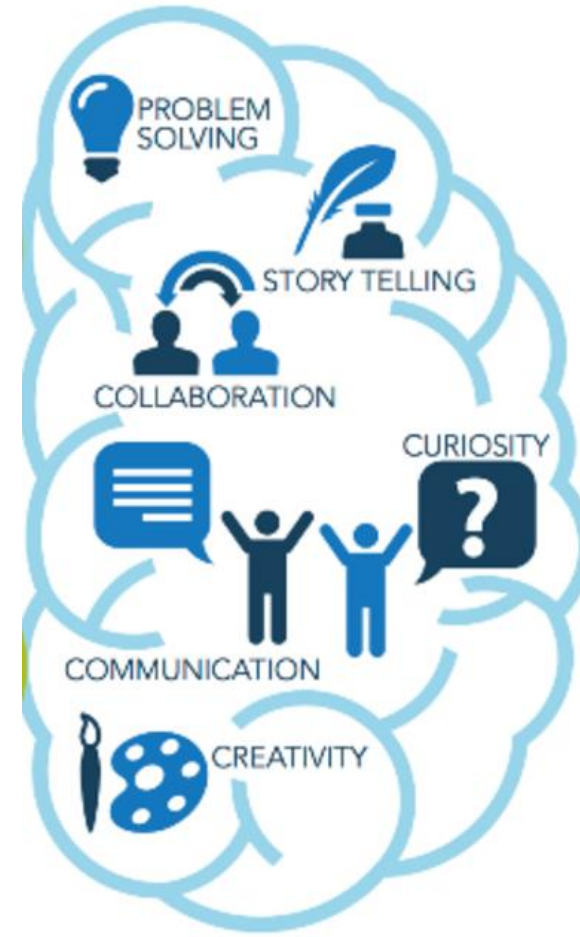 PROBLEM
SOLVING
STORY TELLING
COLLABORATION
CURIOSITY
?
COMMUNICATION
CREATIVITY